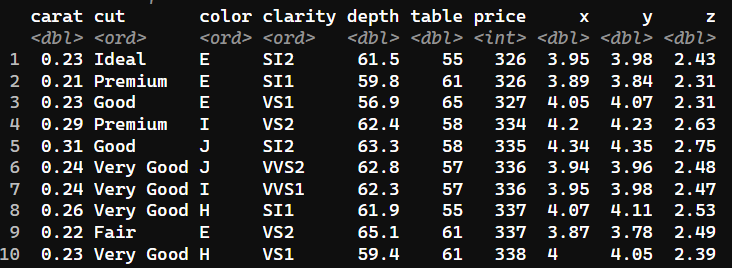 carat cut color clarity depth table price x y z
<dbl> <ord> <ord> <ord> <dbl> <dbl> <int> <dbl> <dbl> <dbl>
1 0.23 Ideal E SI2 61.5 55 326 3.95 3.98 2.43
2 0.21 Premium E SI1 59.8 61 326 3.89 3.84 2.31
3 0.23 Good E VS1 56.9 65 327 4.05 4.07 2.31
4 0.29 Premium I VS2 62.4 58 334 4.2 4.23 2.63
5 0.31 Good J SI2 63.3 58 335 4.34 4.35 2.75
6 0.24 Very Good J VVS2 62.8 57 336 3.94 3.96 2.48
7 0.24 Very Good I VVS1 62.3 57 336 3.95 3.98 2.47
8 0.26 Very Good H SI1 61.9 55 337 4.07 4.11 2.53
9 0.22 Fair E VS2 65.1 61 337 3.87 3.78 2.49
10 0.23 Very Good H VS1 59.4 61 338 4 4.05 2.39